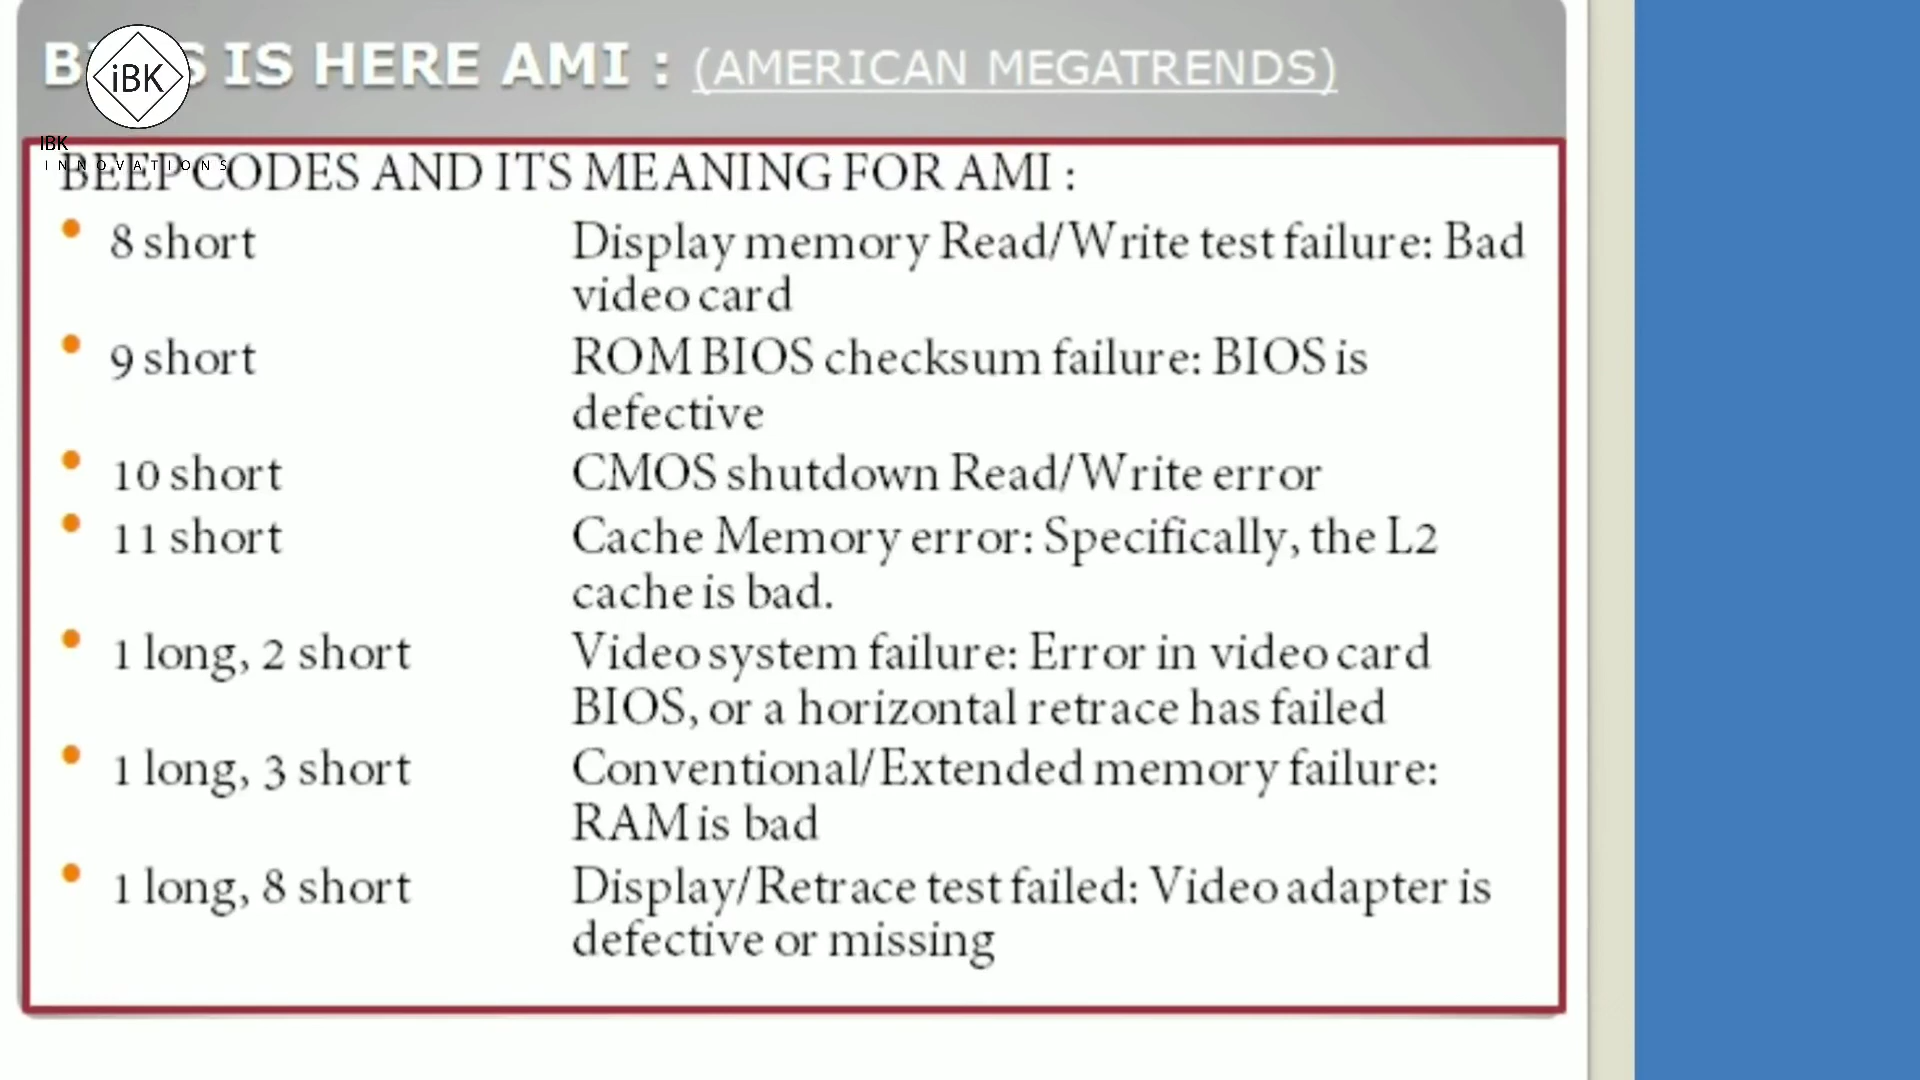 IS HERE AMI : (AMERICAN MEGATRENDS)
iBK
IBK
INNOVATIONS
BEEPCODES AND ITS MEANING FOR AMI :
8 short Display memory Read/Write test failure: Bad
video card
9 short ROM BIOS checksum failure: BIOS is
defective
10 short CMOS shutdown Read/Write error
11 short Cache Memory error: Specifically, the L2
cache is bad.
1 long, 2 short Video system failure: Error in video card
BIOS, or a horizontal retrace has failed
1 long, 3 short Conventional/Extended memory failure:
RAM is bad
1 long, 8 short Display/Retrace test failed: Video adapter is
defective or missing